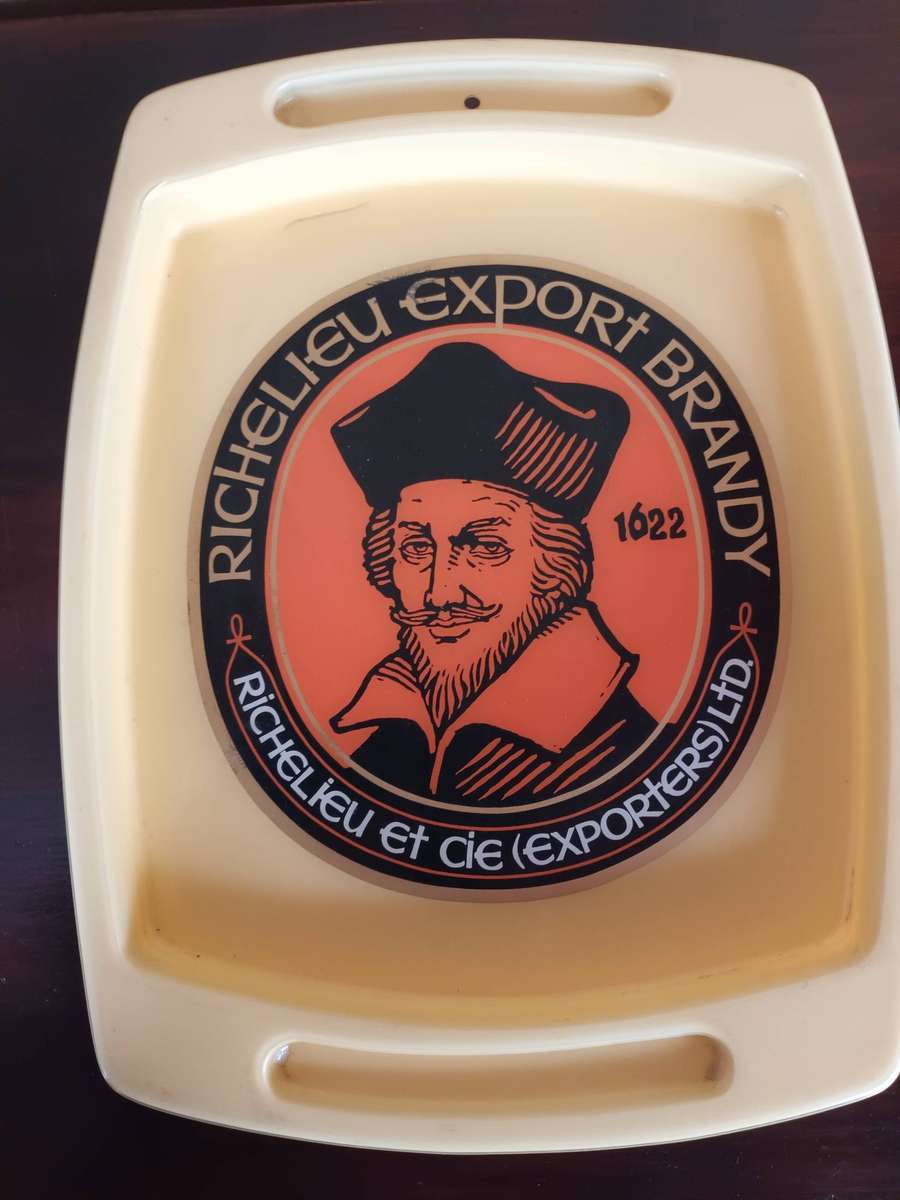 RICHELIEU EXPORT BRANDY
1622
RICHELIEU ET CIE (EXPORTERS) LTD.